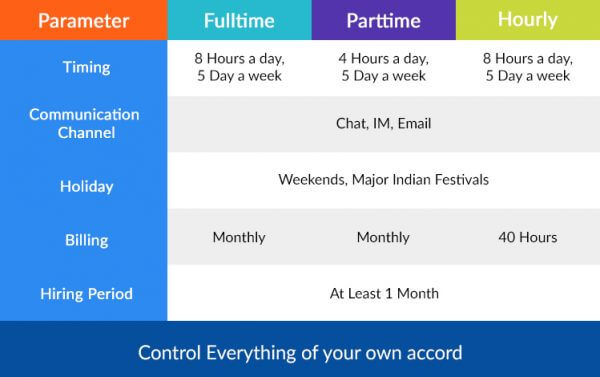 Parameter Fulltime Parttime Hourly
Timing
8 Hours a day,
5 Day a week
4 Hours a day,
5 Day a week
8 Hours a day,
5 Day a week
Communication
Channel
Chat, IM, Email
Holiday
Weekends, Major Indian Festivals
Billing Monthly Monthly 40 Hours
Hiring Period At Least 1 Month
Control Everything of your own accord